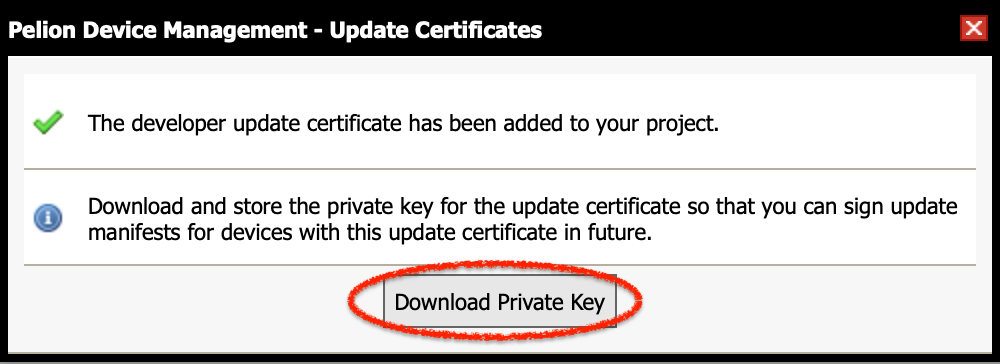 Pelion Device Management - Update Certificates
The developer update certificate has been added to your project.
Download and store the private key for the update certificate so that you can sign update
manifests for devices with this update certificate in future.
Download Private Key